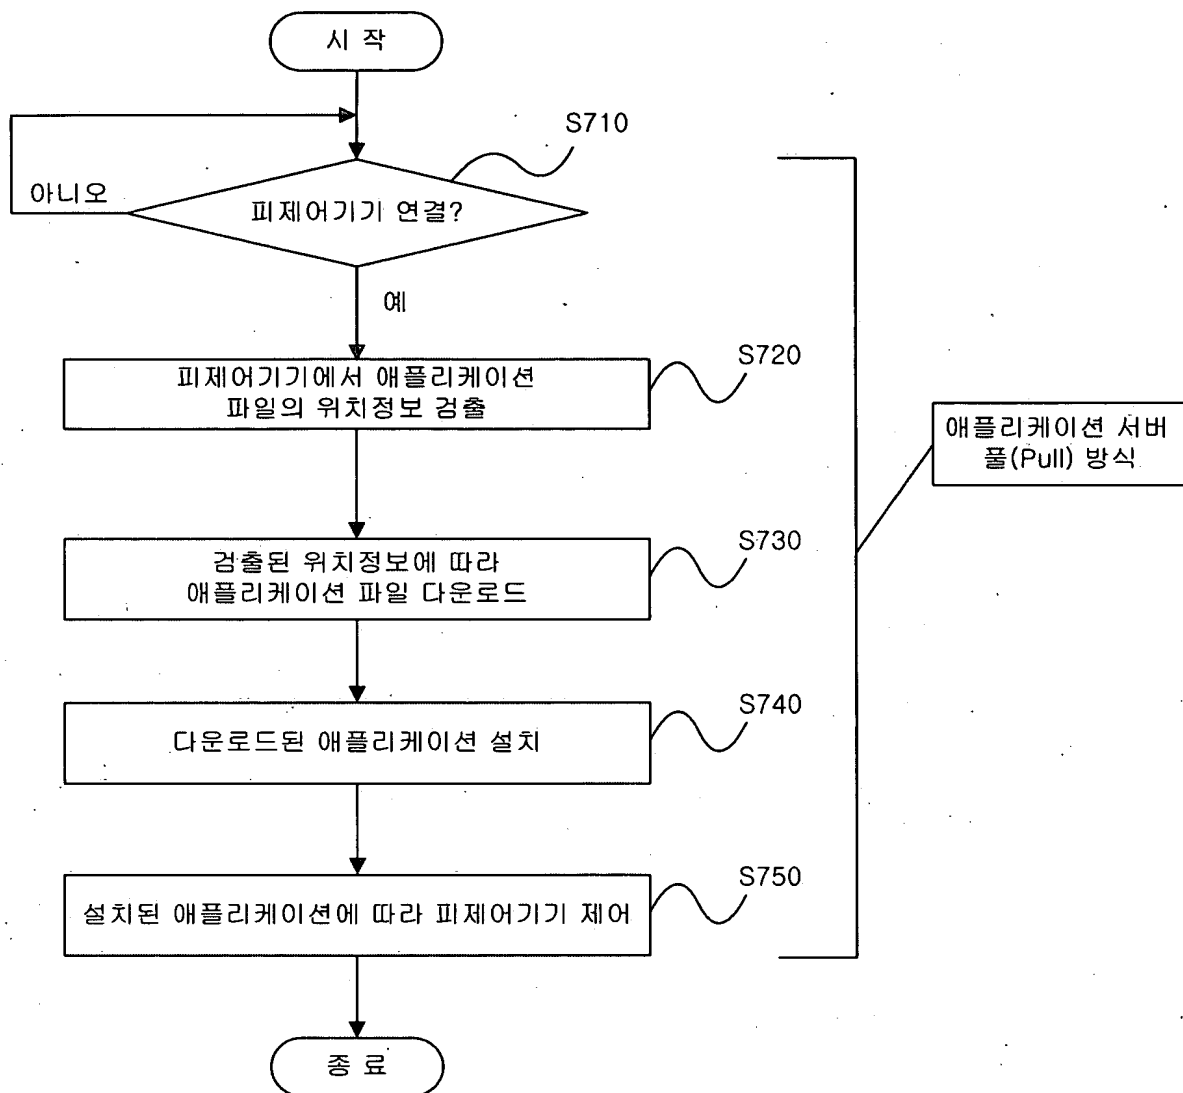 시 작
S710
아니오
피제어기기 연결?
예
S720
피제어기기에서 애플리케이션
파일의 위치정보 검출
애플리케이션 서버
풀(Pull) 방식
S730
검출된 위치정보에 따라
애플리케이션 파일 다운로드
S740
다운로드된 애플리케이션 설치
S750
설치된 애플리케이션에 따라 피제어기기 제어
종 료